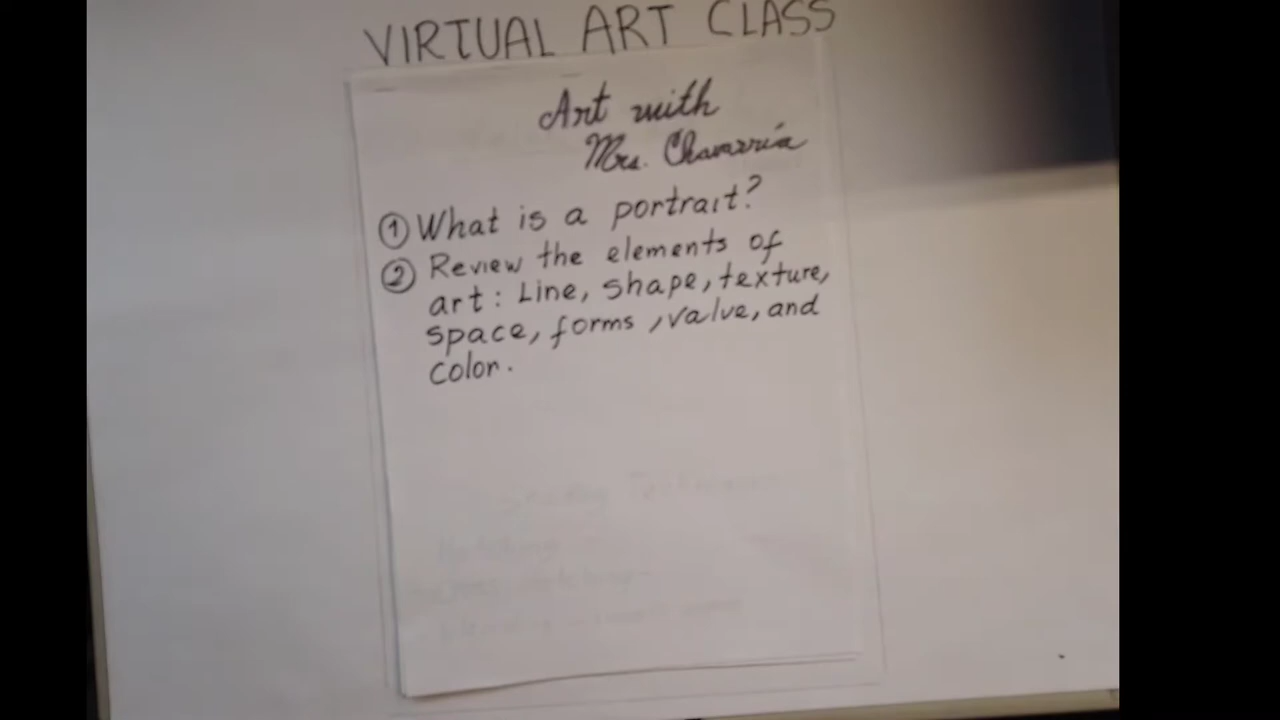 VIRTUAL ART CLASS
Art with
Mrs. Chavarría
① What is a portrait?
② Review the elements of
art: Line, shape, texture,
space, forms, value, and
color.